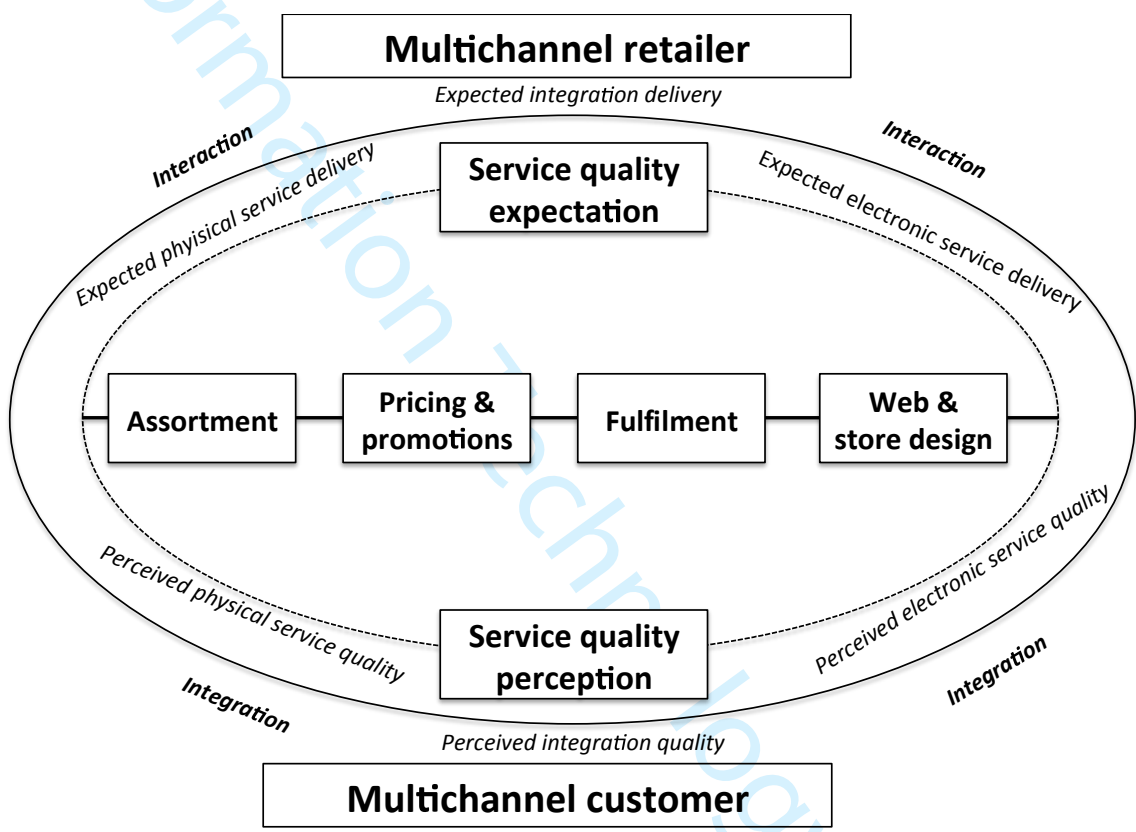 Multichannel retailer
Expected integration delivery
Interaction
Interaction
Expected phyisical service delivery
Service quality
expectation
Expected electronic service delivery
Assortment
Pricing &
promotions
Fulfilment
Web &
store design
Perceived physical service quality
Service quality
perception
Perceived electronic service quality
Integration
Integration
Perceived integration quality
Multichannel customer